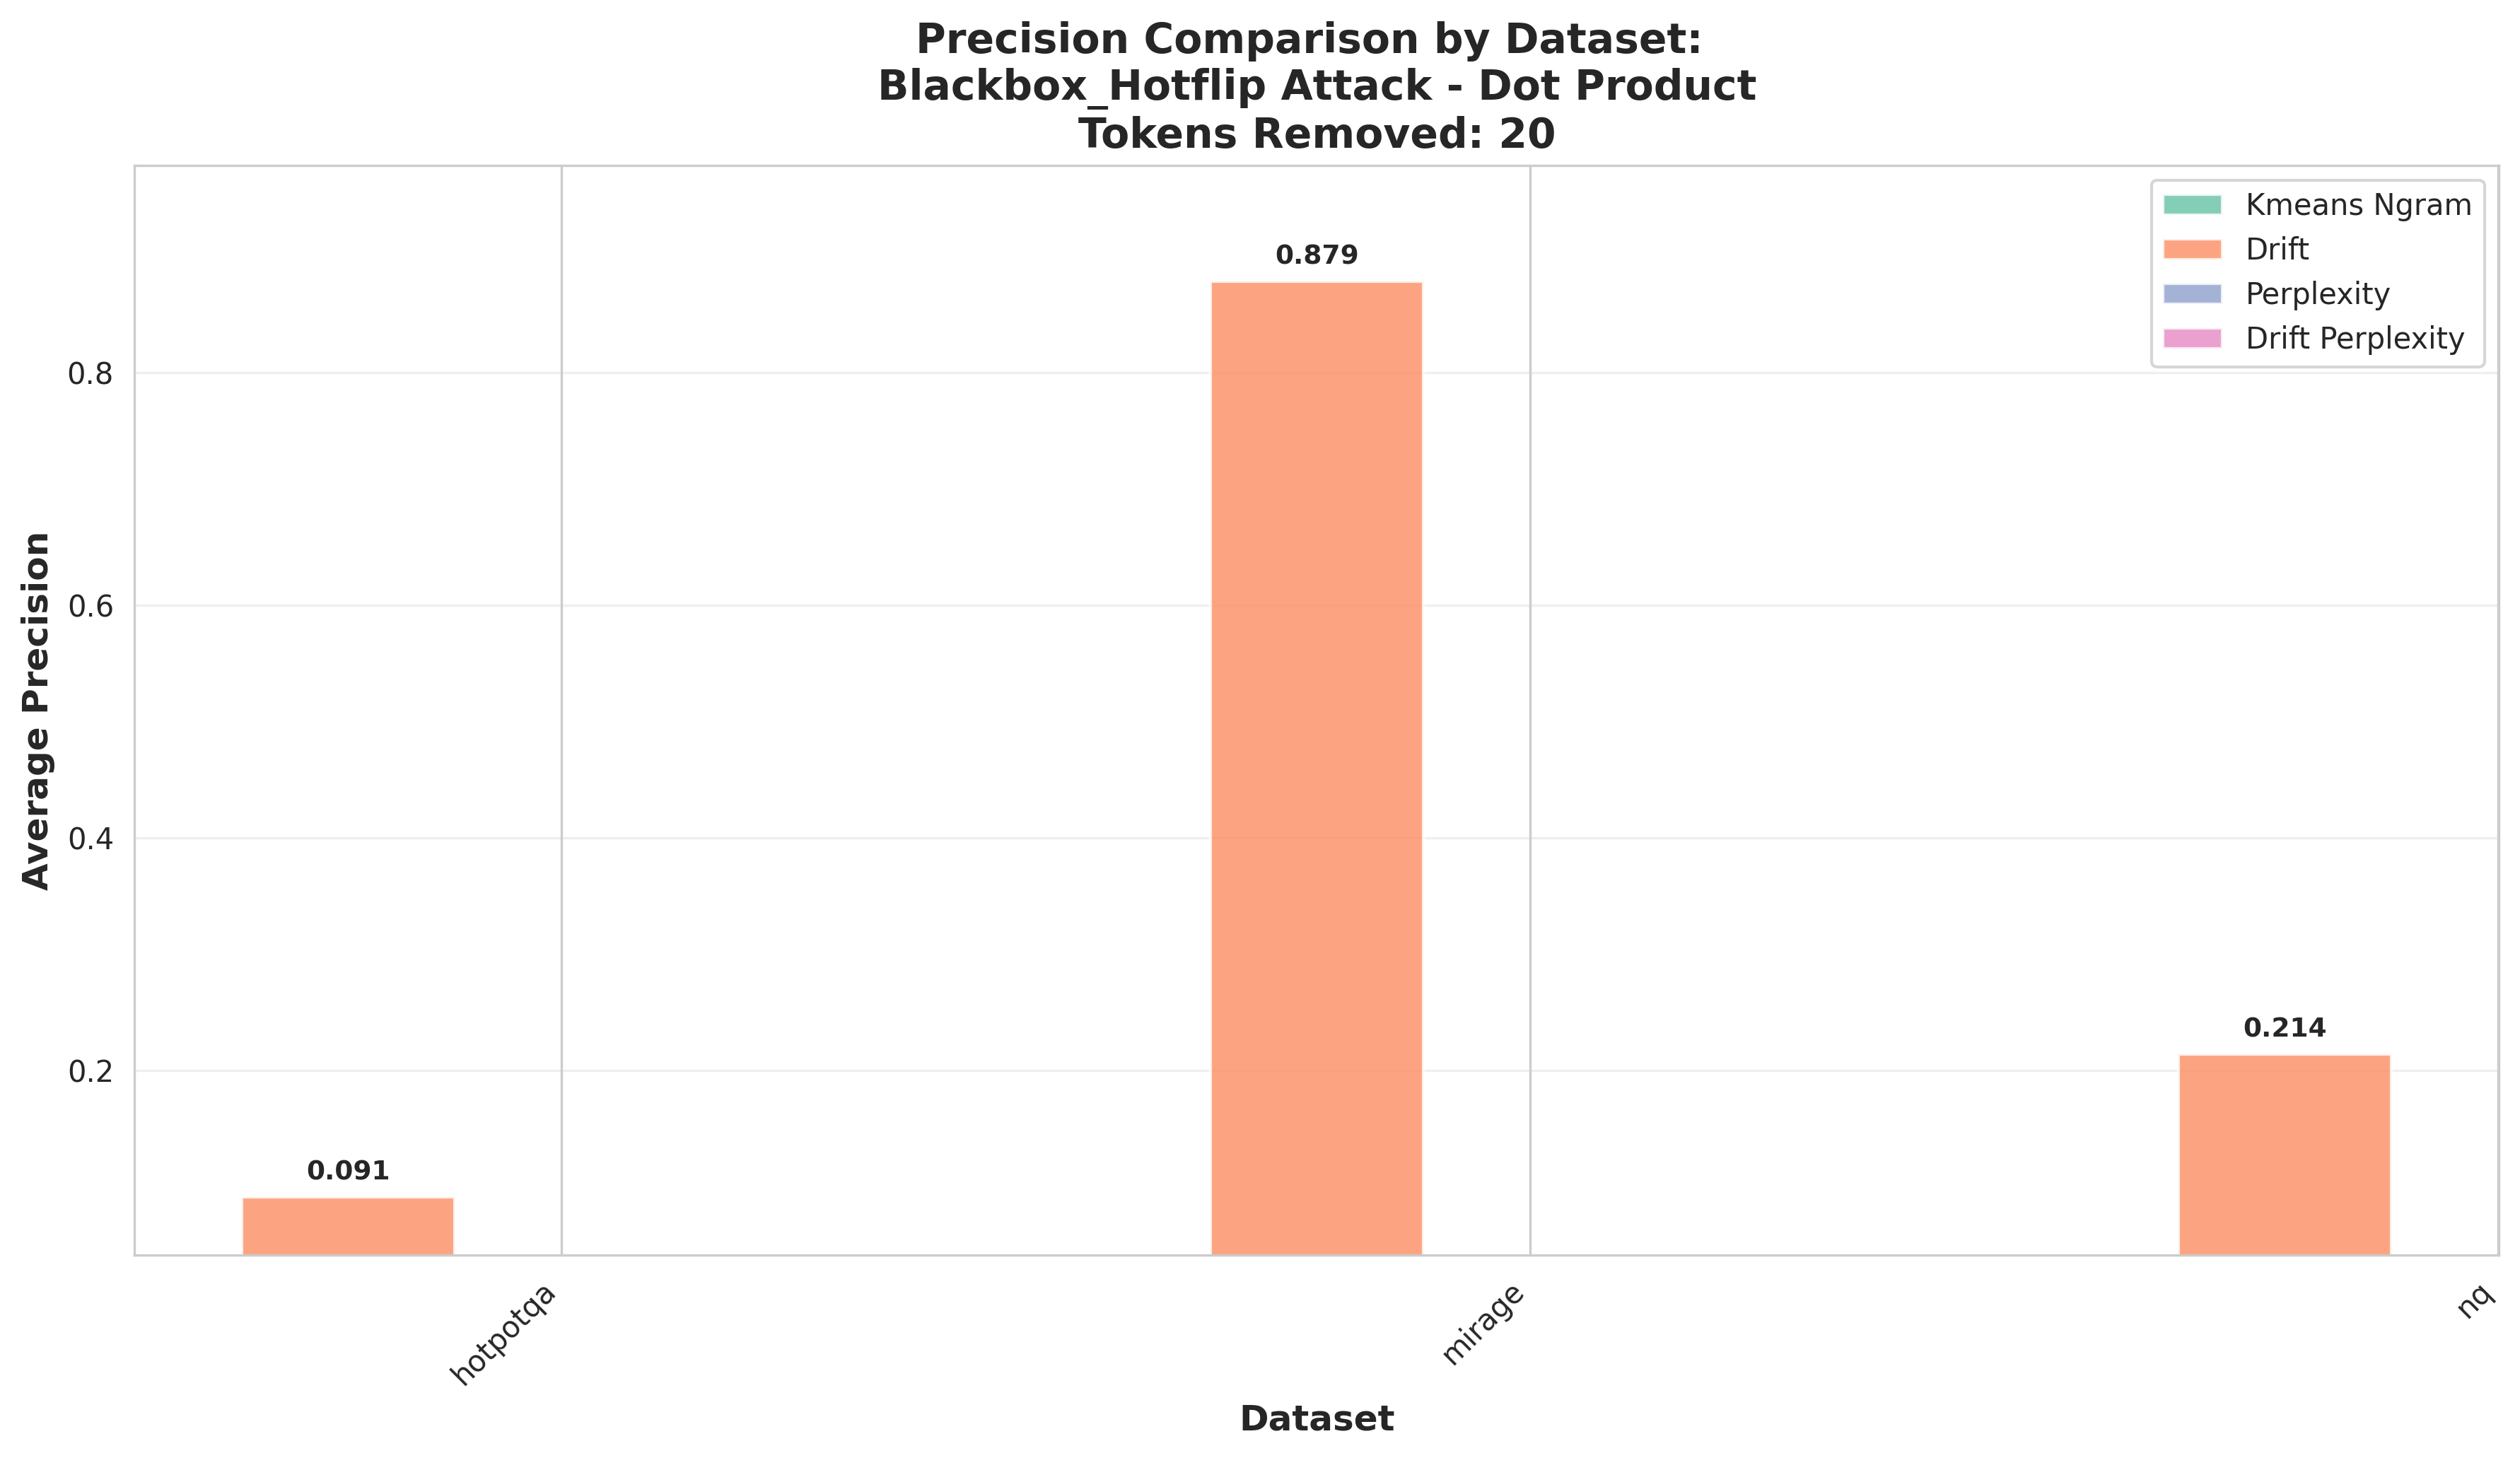 Precision Comparison by Dataset:
Blackbox_Hotflip Attack - Dot Product
Tokens Removed: 20
Kmeans Ngram
Drift
Perplexity
Drift Perplexity
Average Precision
0.8
0.6
0.4
0.2
0.091
0.879
0.214
hotpotqa
mirage
nq
Dataset